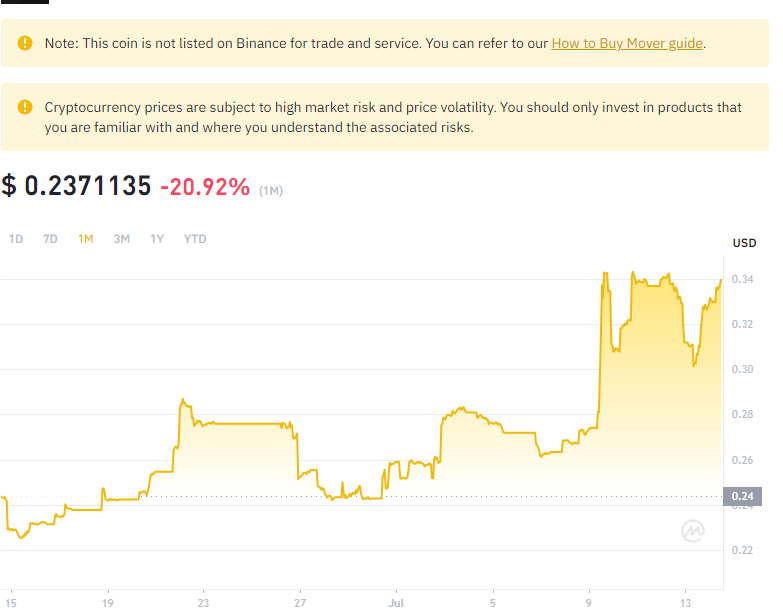 Note: This coin is not listed on Binance for trade and service. You can refer to our How to Buy Mover guide.
Cryptocurrency prices are subject to high market risk and price volatility. You should only invest in products that
you are familiar with and where you understand the associated risks.
$ 0.2371135 -20.92% (1M)
1D 7D 1M 3M 1Y YTD
USD
0.34
0.32
0.30
0.28
0.26
0.24
0.24
0.22
15 19 23 27 Jul 5 9 13